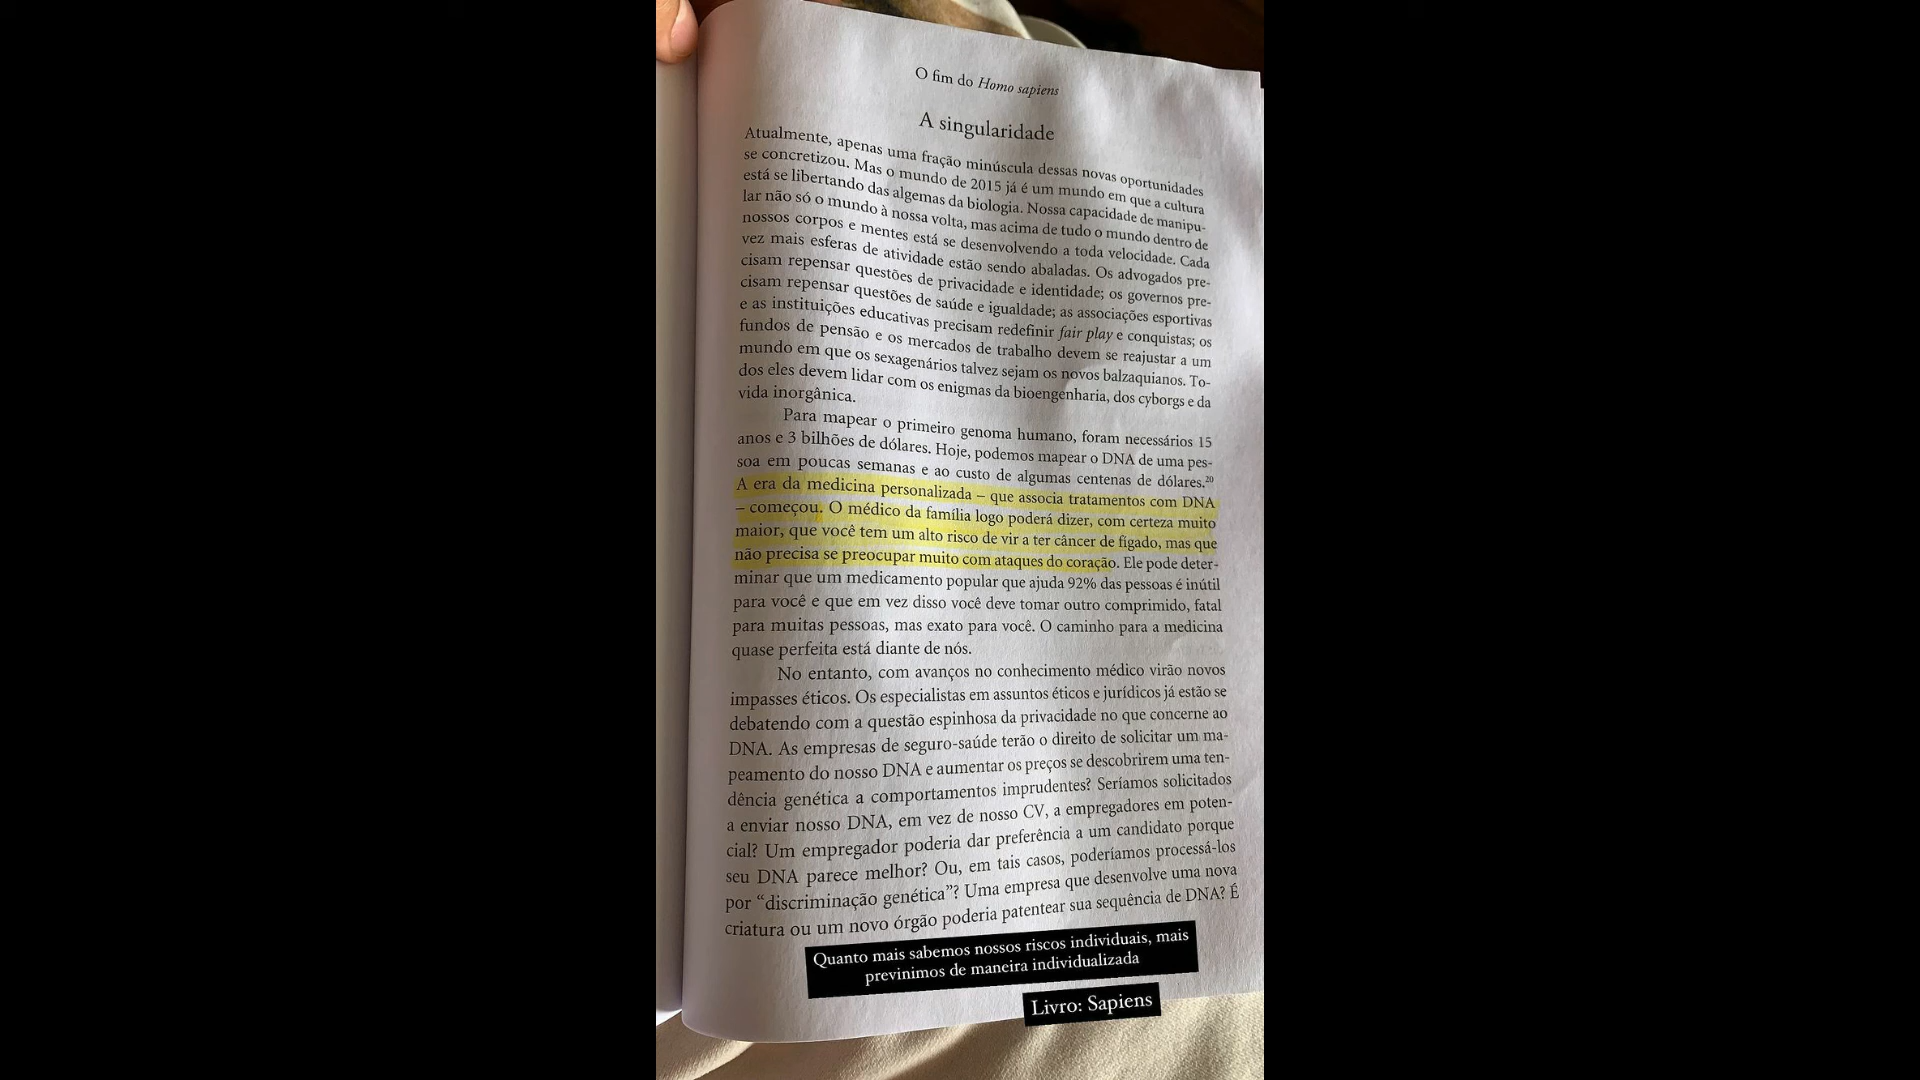 O fim do Homo sapiens
A singularidade
Atualmente, apenas uma fração minúscula dessas novas oportunidades
se concretizou. Mas o mundo de 2015 já é um mundo em que a cultura
está se libertando das algemas da biologia. Nossa capacidade de manipu-
lar não só o mundo à nossa volta, mas acima de tudo o mundo dentro de
nossos corpos e mentes está se desenvolvendo a toda velocidade. Cada
vez mais esferas de atividade estão sendo abaladas. Os advogados pre-
cisam repensar questões de privacidade e identidade; os governos pre-
cisam repensar questões de saúde e igualdade; as associações esportivas
e as instituições educativas precisam redefinir fair play e conquistas; os
fundos de pensão e os mercados de trabalho devem se reajustar a um
mundo em que os sexagenários talvez sejam os novos balzaquianos. To-
dos eles devem lidar com os enigmas da bioengenharia, dos cyborgs e da
vida inorgânica.
Para mapear o primeiro genoma humano, foram necessários 15
anos e 3 bilhões de dólares. Hoje, podemos mapear o DNA de uma pes-
soa em poucas semanas e ao custo de algumas centenas de dólares.20
A era da medicina personalizada – que associa tratamentos com DNA
– começou. O médico da família logo poderá dizer, com certeza muito
maior, que você tem um alto risco de vir a ter câncer de fígado, mas que
não precisa se preocupar muito com ataques do coração. Ele pode deter-
minar que um medicamento popular que ajuda 92% das pessoas é inútil
para você e que em vez disso você deve tomar outro comprimido, fatal
para muitas pessoas, mas exato para você. O caminho para a medicina
quase perfeita está diante de nós.
No entanto, com avanços no conhecimento médico virão novos
impasses éticos. Os especialistas em assuntos éticos e jurídicos já estão se
debatendo com a questão espinhosa da privacidade no que concerne ao
DNA. As empresas de seguro-saúde terão o direito de solicitar um ma-
peamento do nosso DNA e aumentar os preços se descobrirem uma ten-
dência genética a comportamentos imprudentes? Seríamos solicitados
a enviar nosso DNA, em vez de nosso CV, a empregadores em poten-
cial? Um empregador poderia dar preferência a um candidato porque
seu DNA parece melhor? Ou, em tais casos, poderíamos processá-los
por “discriminação genética”? Uma empresa que desenvolve uma nova
criatura ou um novo órgão poderia patentear sua sequência de DNA? É
Quanto mais sabemos nossos riscos individuais, mais
previnimos de maneira individualizada
Livro: Sapiens